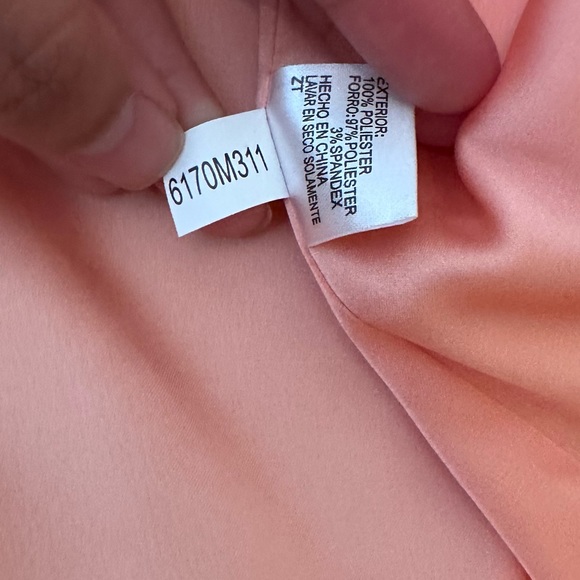 6170M311
EXTERIOR:
100% POLIESTER
FORRO:97%POLIESTER
3%SPANDEX
HECHO EN CHINA
LAVAR EN SECO SOLAMENTE
ZT